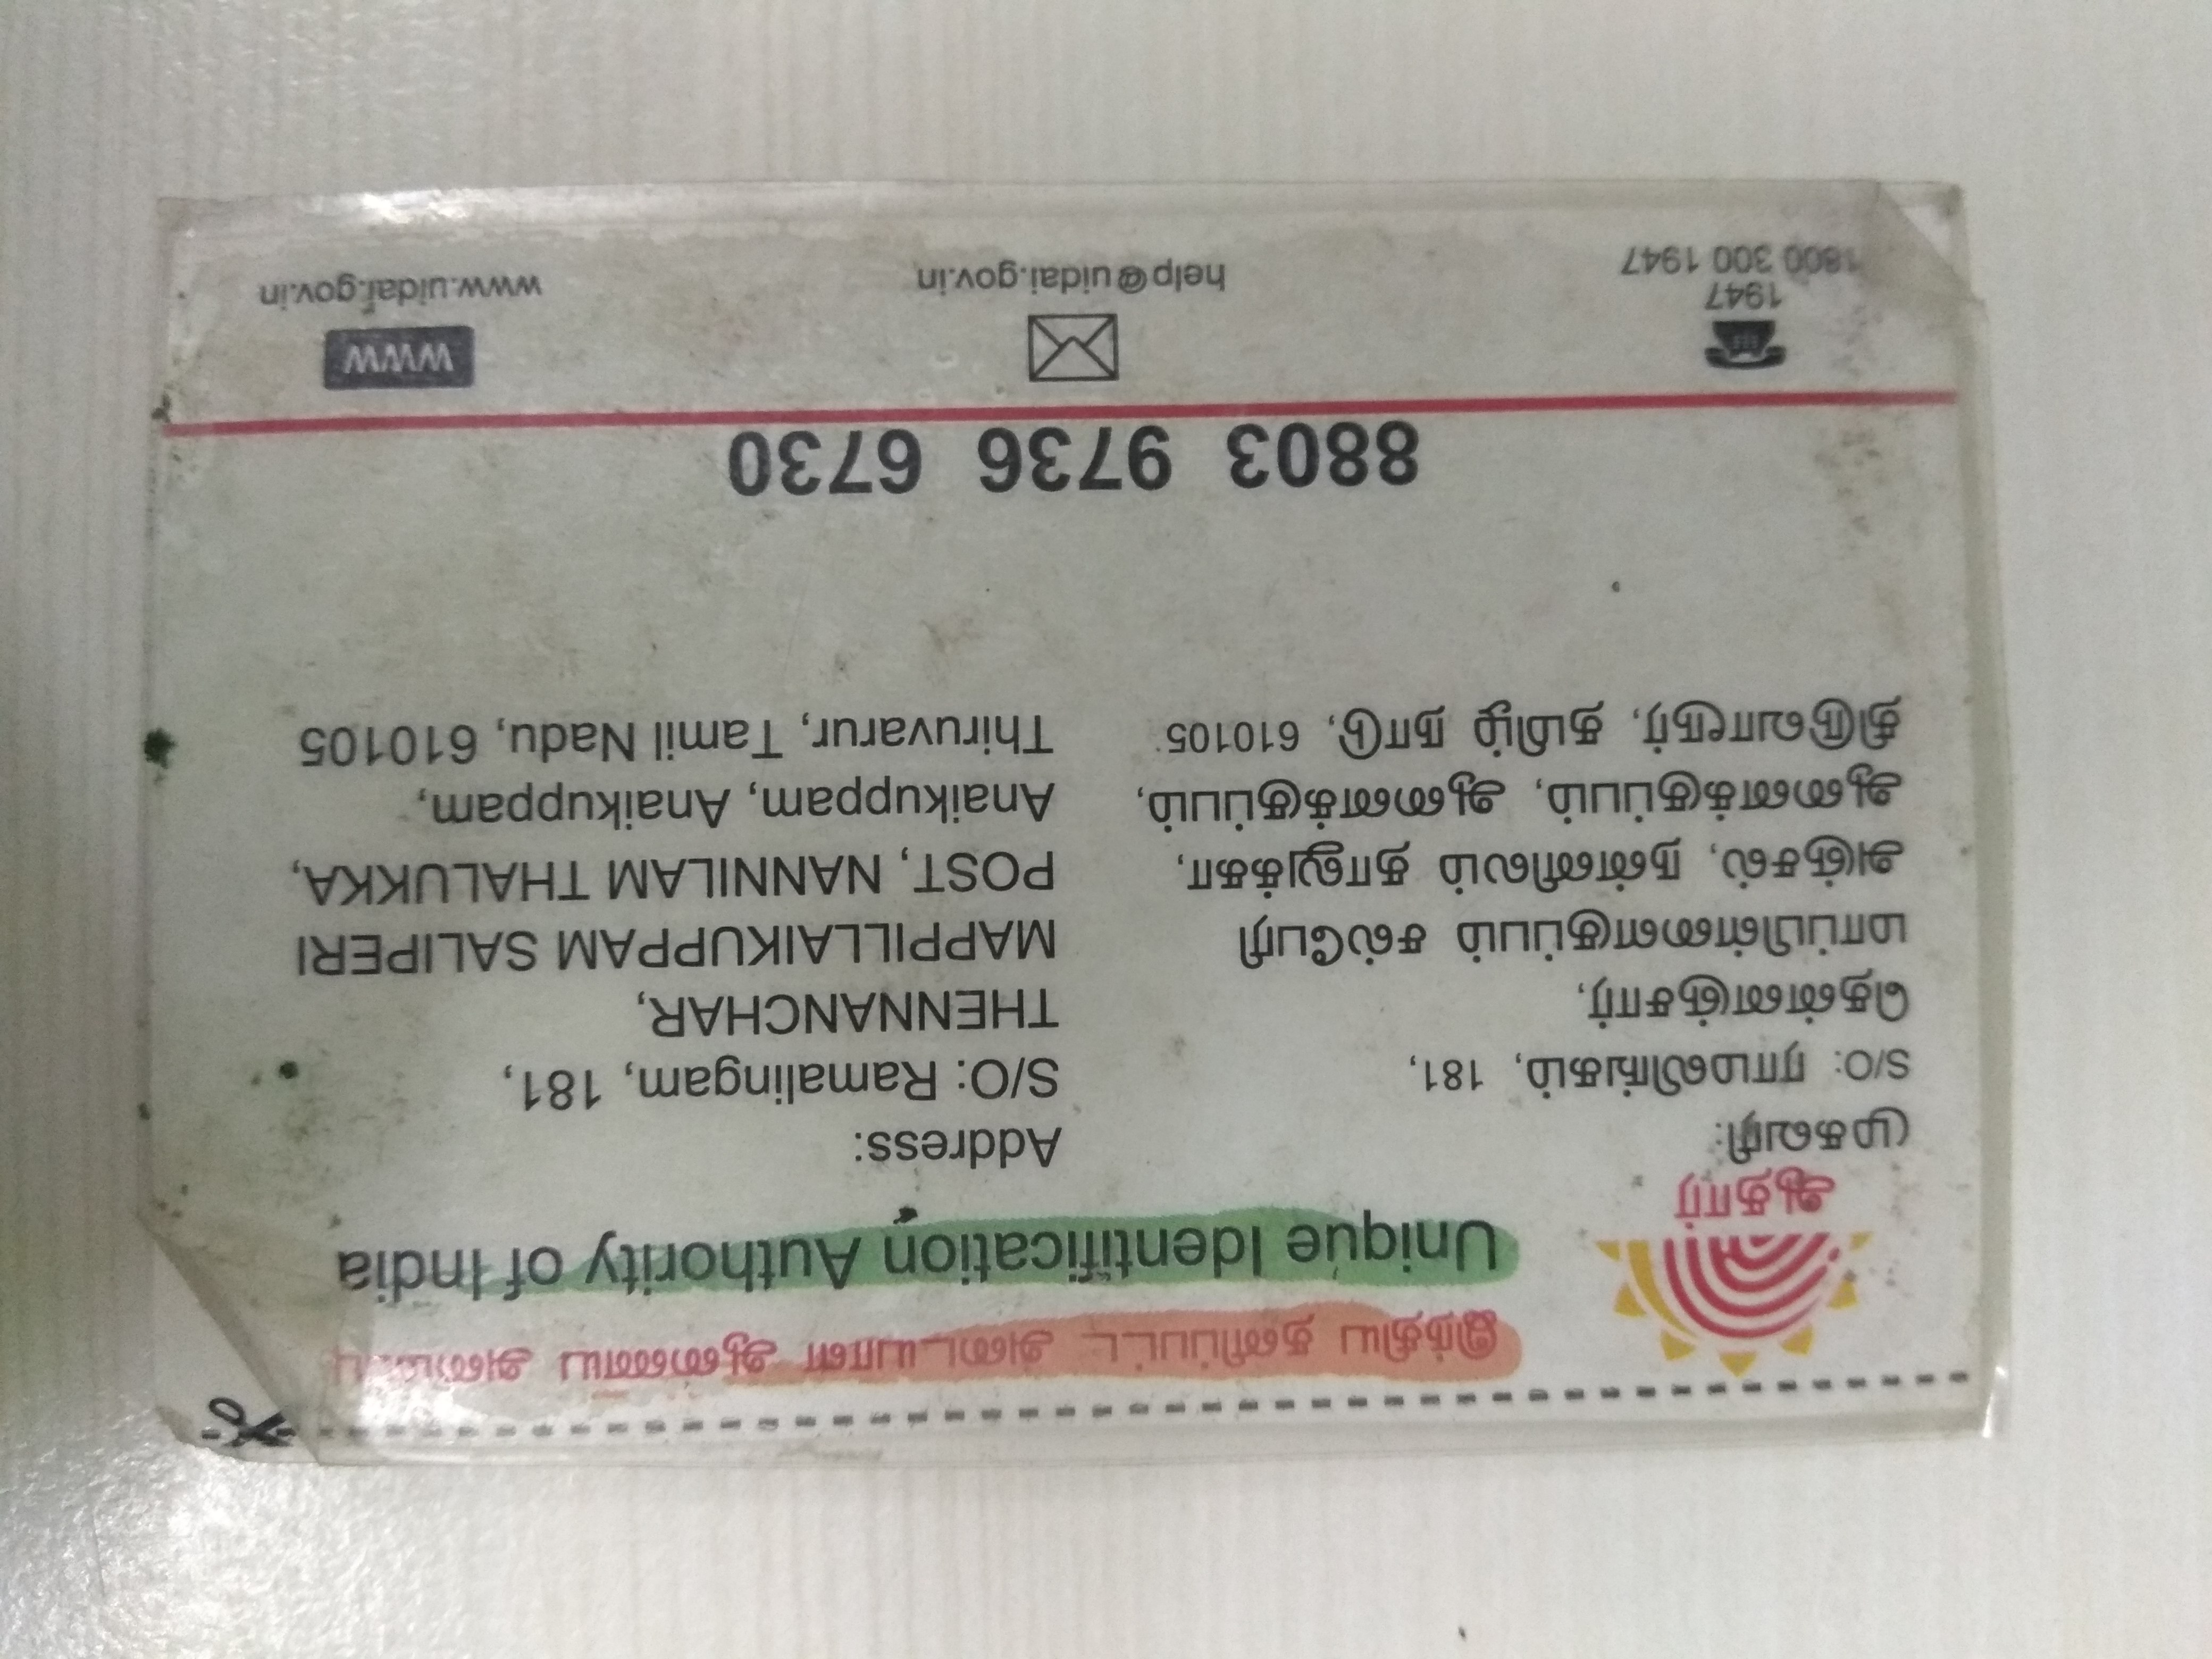 இந்திய தனிப்பட்ட அடையாள ஆணைய அமைப்பு
Unique Identification Authority of India
ஆதார்
முகவரி:
S/O: ராமலிங்கம், 181,
தென்னஞ்சார்,
மாப்பிள்ளைகுப்பம் சல்பேரி
அஞ்சல், நன்னிலம் தாலுக்கா,
ஆனைக்குப்பம், ஆனைக்குப்பம்,
திருவாரூர், தமிழ் நாடு, 610105
Address:
S/O: Ramalingam, 181,
THENNANCHAR,
MAPPILLAIKUPPAM SALIPERI
POST, NANNILAM THALUKKA,
Anaikuppam, Anaikuppam,
Thiruvarur, Tamil Nadu, 610105
8803 9736 6730
1947
1800 300 1947
help@uidai.gov.in
WWW
www.uidai.gov.in